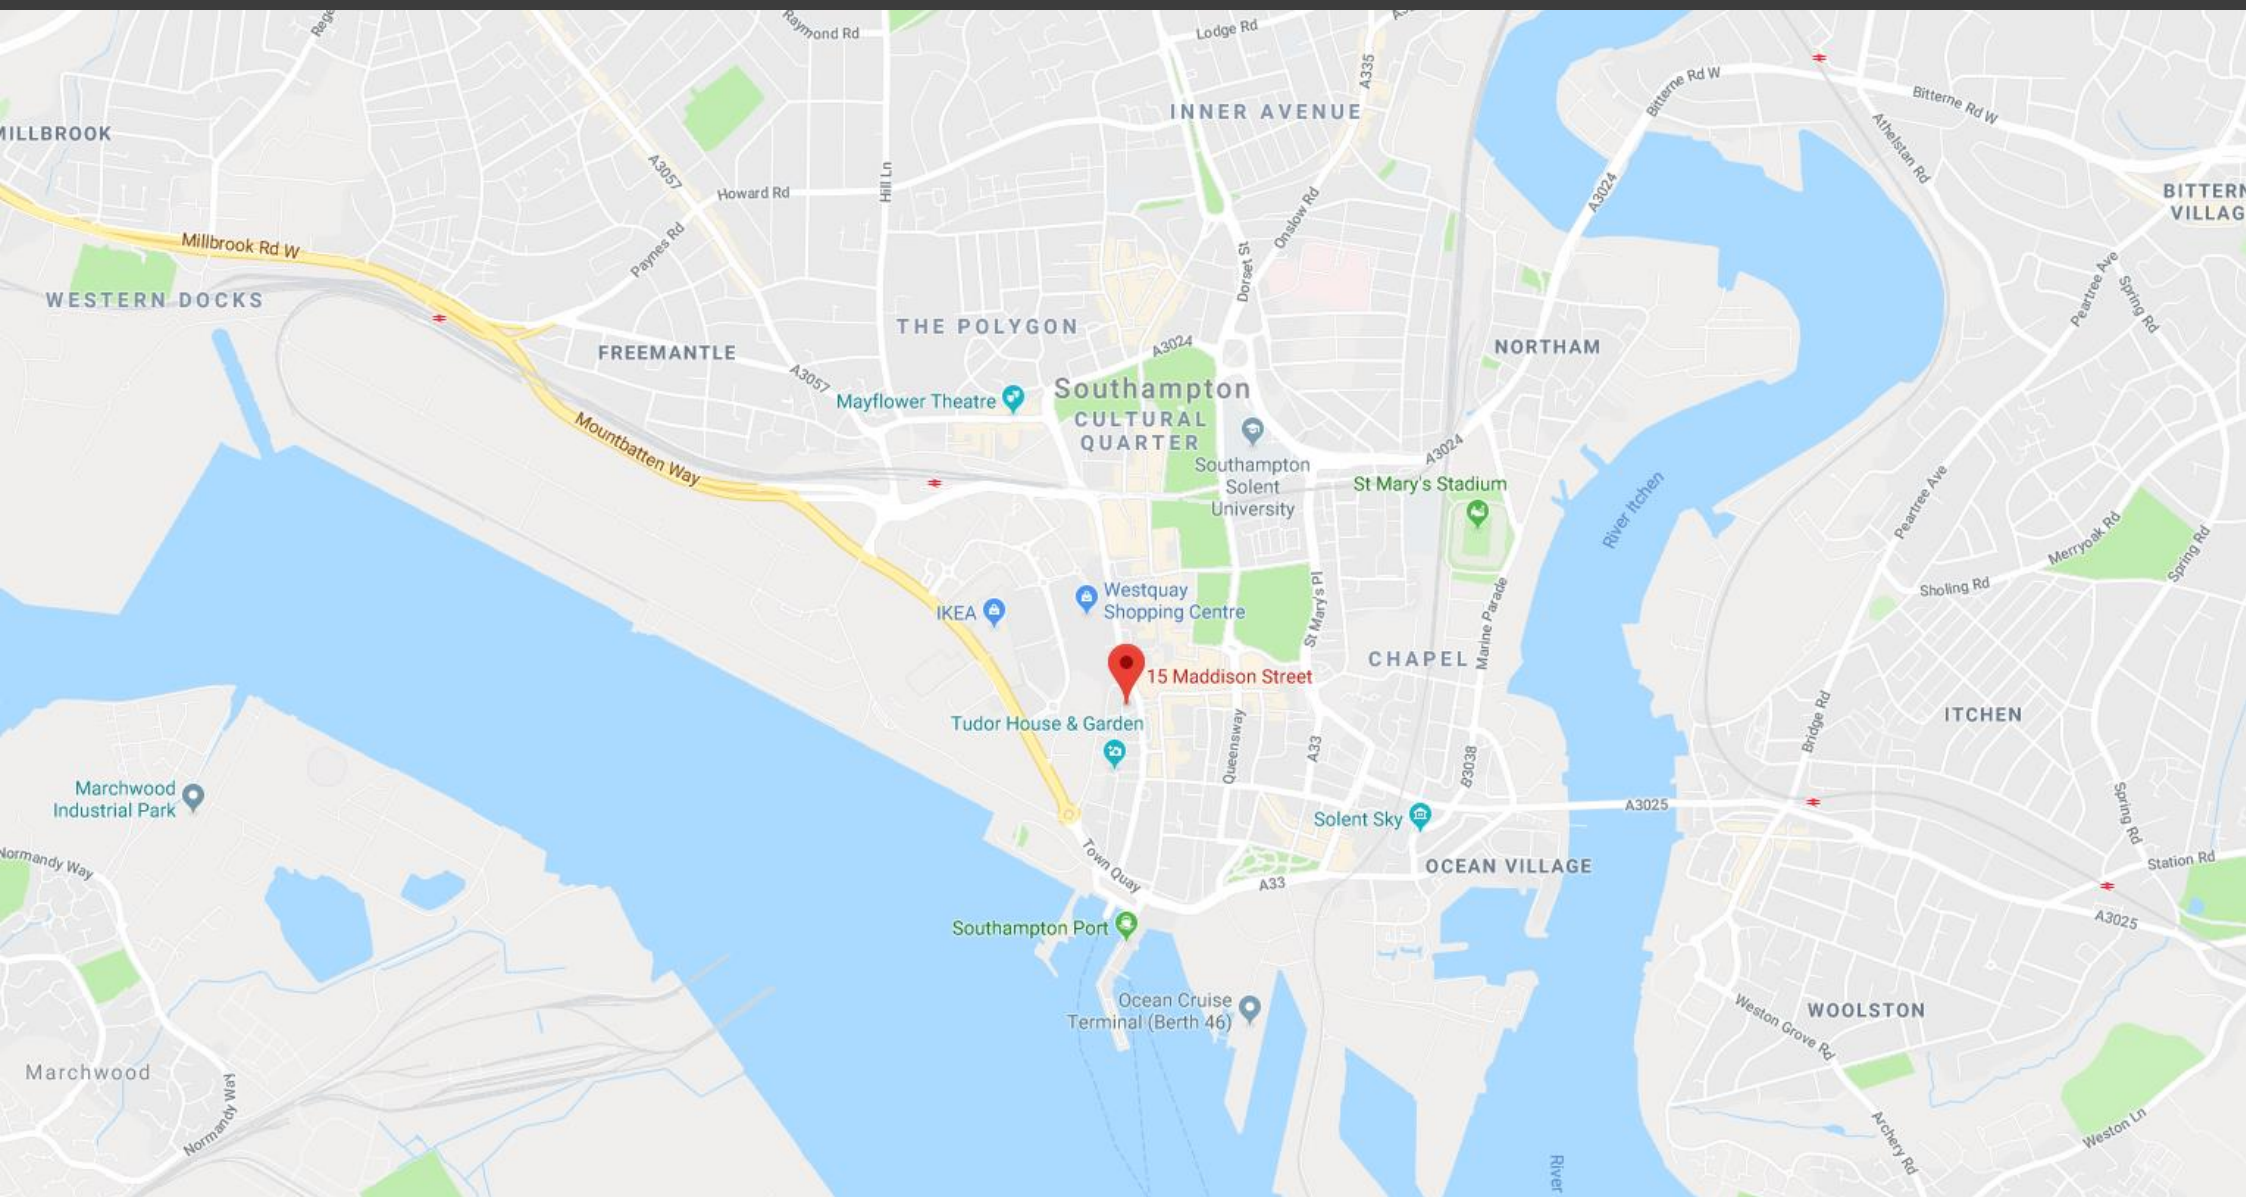 Raymond Rd
Lodge Rd
A335
INNER AVENUE
Bitterne Rd W
Bitterne Rd W
Athelstan Rd
A3057
Howard Rd
Hill Ln
Paynes Rd
Onslow Rd
Dorset St
A3024
Millbrook Rd W
WESTERN DOCKS
Peartree Ave
Spring Rd
THE POLYGON
FREEMANTLE
A3024
A3057
NORTHAM
Mayflower Theatre
Southampton
CULTURAL
QUARTER
Mountbatten Way
A3024
Southampton
Solent
University
St Mary's Stadium
River Itchen
Peartree Ave
Merryoak Rd
Spring Rd
Sholing Rd
IKEA
Westquay
Shopping Centre
St Mary's Pl
Marine Parade
CHAPEL
15 Maddison Street
Tudor House & Garden
Queensway
A33
B3038
Bridge Rd
ITCHEN
Marchwood
Industrial Park
Solent Sky
A3025
Spring Rd
Normandy Way
Town Quay
A33
OCEAN VILLAGE
Station Rd
A3025
Southampton Port
Ocean Cruise
Terminal (Berth 46)
Weston Grove Rd
WOOLSTON
Marchwood
Normandy Way
Archery Rd
Weston Ln
River